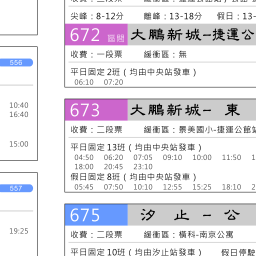 556
10:40
16:40
15:00
557
19:25
尖峰：8-12分 離峰：13-18分 假日：13-
672 區間 大鵬新城-捷運公
收費：一段票 緩衝區：無
平日固定2班（均由中央站發車）
06:10 07:20
673 大鵬新城- 東
收費：二段票 緩衝區：景美國小-捷運公館站
平日固定13班（均由中央站發車）
04:50 06:20 07:05 09:10 10:00 11:50
18:00 20:45 23:10
假日固定8班（均由中央站發車）
05:45 07:50 10:10 12:55 15:25 18:10
675 汐 止 - 公
收費：二段票 緩衝區：橫科-南京公寓
平日固定10班（均由汐止站發車） 假日停駛